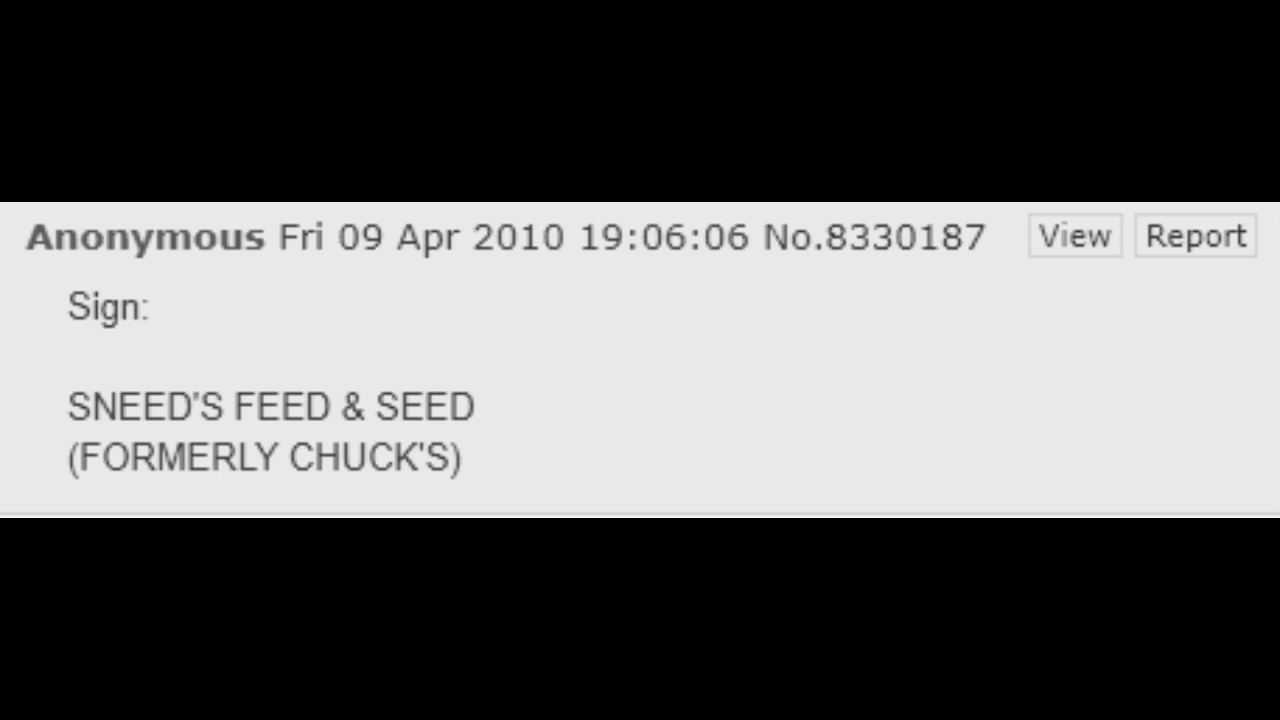 Anonymous Fri 09 Apr 2010 19:06:06 No.8330187 View Report
Sign:
SNEED'S FEED & SEED
(FORMERLY CHUCK'S)